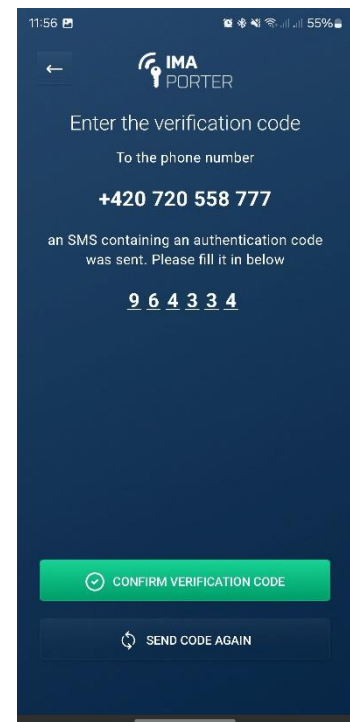 11:56
55%
IMA
PORTER
Enter the verification code
To the phone number
+420 720 558 777
an SMS containing an authentication code
was sent. Please fill it in below
9 6 4 3 3 4
CONFIRM VERIFICATION CODE
SEND CODE AGAIN